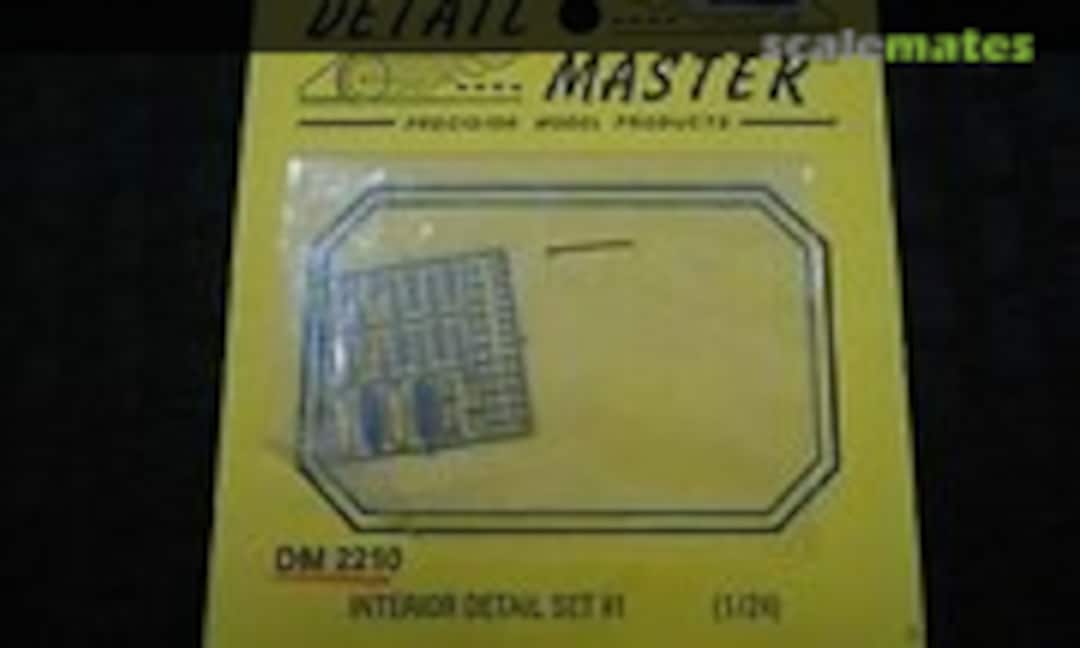 DETAIL
scalemates
MASTER
PRECISION MODEL PRODUCTS
DM 2210
INTERIOR DETAIL SET #1 (1/24)